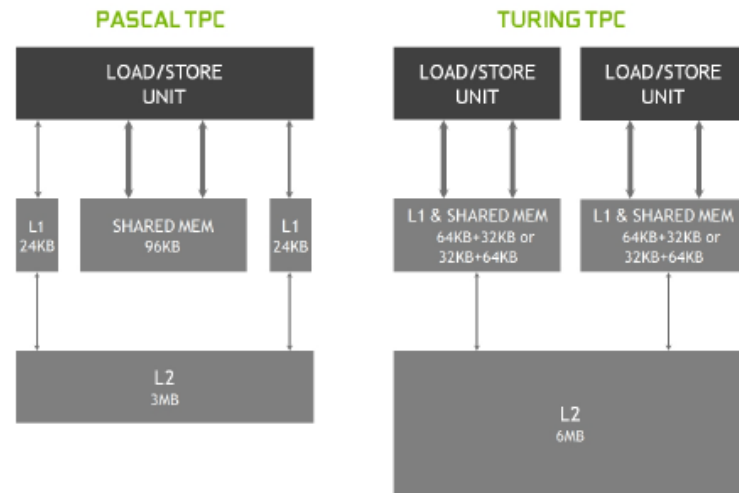 PASCAL TPC
LOAD/STORE
UNIT
L1
24KB
SHARED MEM
96KB
L1
24KB
L2
3MB
TURING TPC
LOAD/STORE
UNIT
LOAD/STORE
UNIT
L1 & SHARED MEM
64KB+32KB or
32KB+64KB
L1 & SHARED MEM
64KB+32KB or
32KB+64KB
L2
6MB